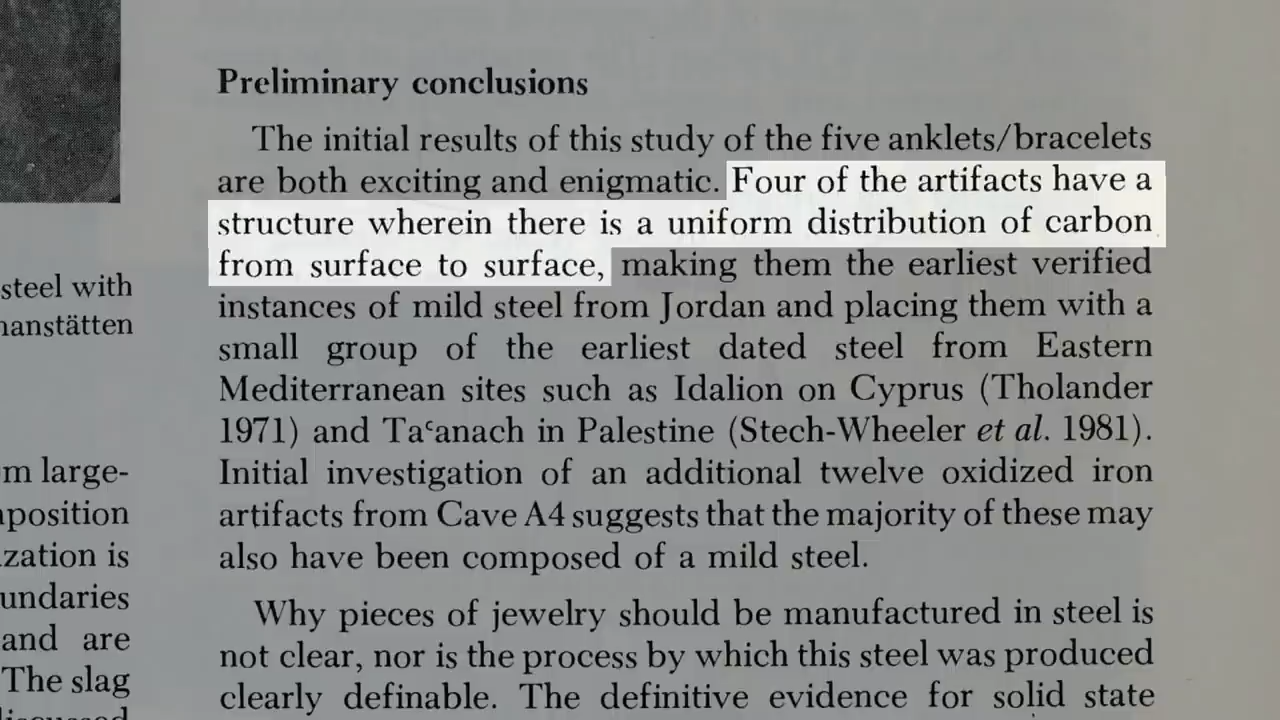 steel with
nanstätten
m large-
position
zation is
undaries
and are
The slag
Preliminary conclusions
The initial results of this study of the five anklets/bracelets
are both exciting and enigmatic. Four of the artifacts have a
structure wherein there is a uniform distribution of carbon
from surface to surface, making them the earliest verified
instances of mild steel from Jordan and placing them with a
small group of the earliest dated steel from Eastern
Mediterranean sites such as Idalion on Cyprus (Tholander
1971) and Taʿanach in Palestine (Stech-Wheeler et al. 1981).
Initial investigation of an additional twelve oxidized iron
artifacts from Cave A4 suggests that the majority of these may
also have been composed of a mild steel.
Why pieces of jewelry should be manufactured in steel is
not clear, nor is the process by which this steel was produced
clearly definable. The definitive evidence for solid state